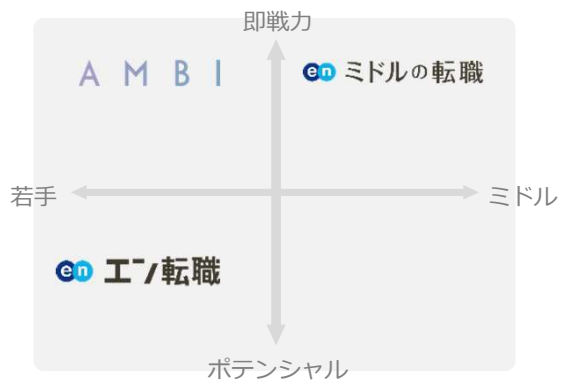 即戦力
AMBI
en ミドルの転職
若手
ミドル
en エン転職
ポテンシャル